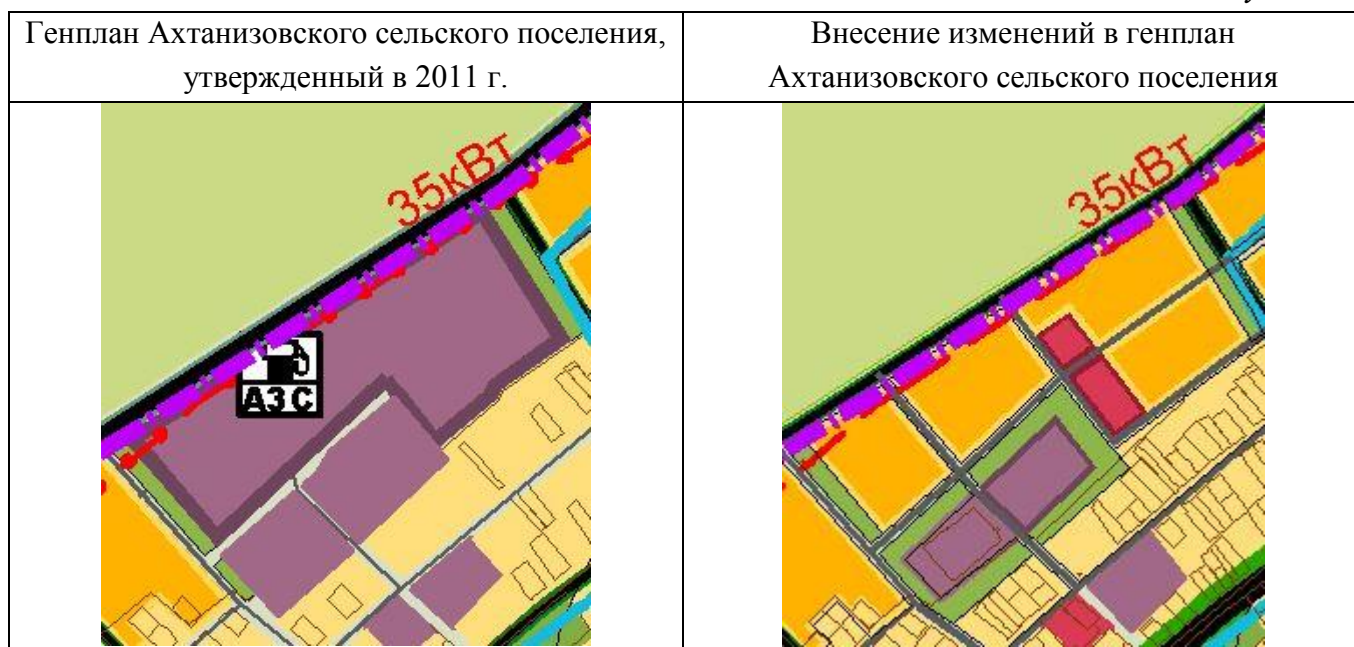 Генплан Ахтанизовского сельского поселения,
утвержденный в 2011 г.
Внесение изменений в генплан
Ахтанизовского сельского поселения
35кВт
АЗС
35кВт